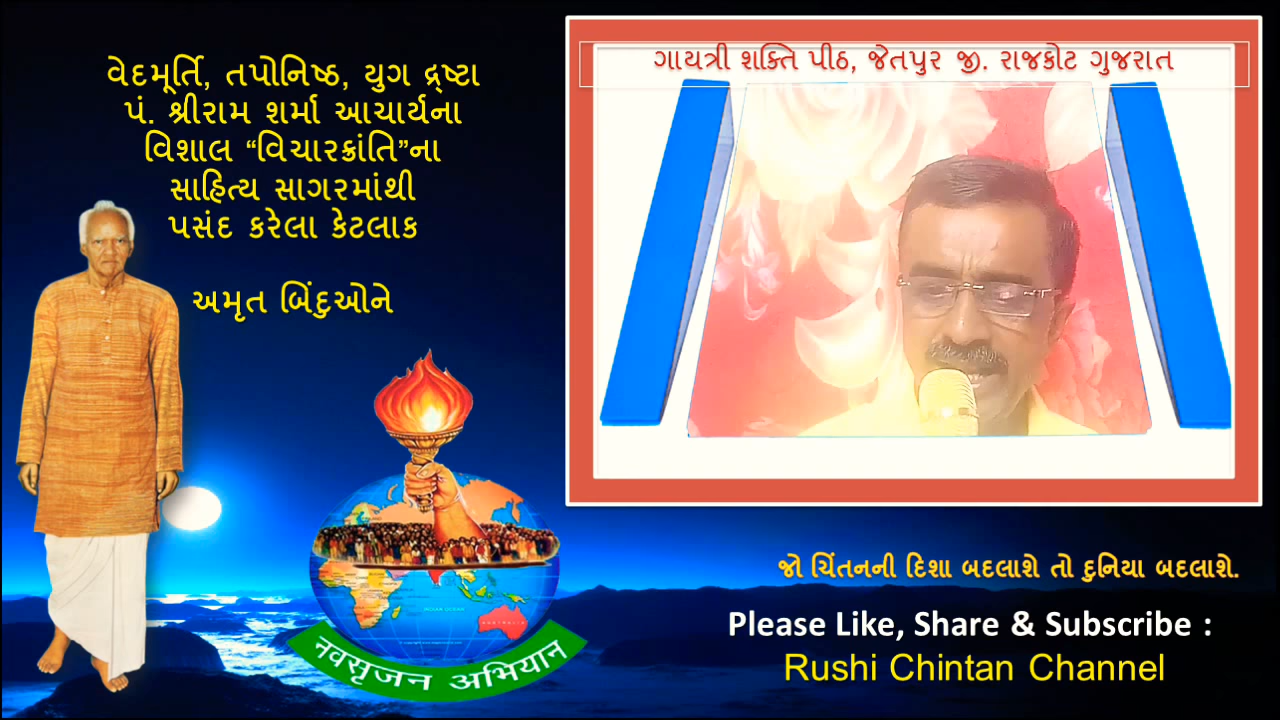 વેદમૂર્તિ, તપોનિષ્ઠ, યુગ દ્રષ્ટા
પં. શ્રીરામ શર્મા આચાર્યના
વિશાલ “વિચારક્રાંતિ”ના
સાહિત્ય સાગરમાંથી
પસંદ કરેલા કેટલાક
અમૃત બિંદુઓને
ગાયત્રી શક્તિ પીઠ, જેતપુર જી. રાજકોટ ગુજરાત
नवसृजन अभियान
જો ચિંતનની દિશા બદલાશે તો દુનિયા બદલાશે.
Please Like, Share & Subscribe :
Rushi Chintan Channel